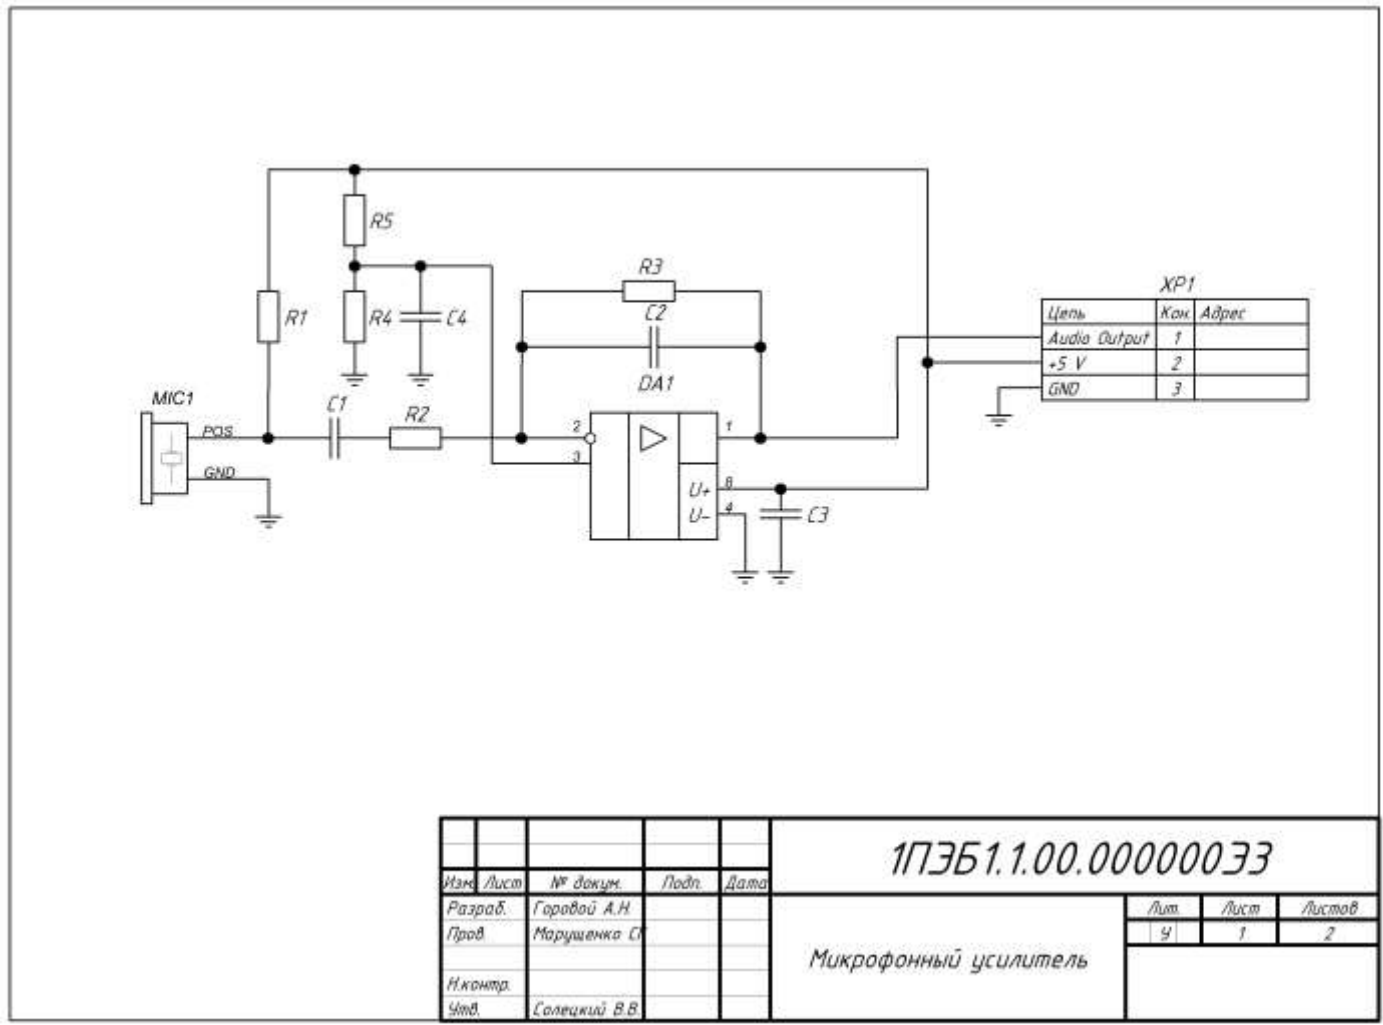 R5
R3
XP1
R1
R4
C4
C2
Цепь Кон. Адрес
Audio Output 1
+5 V 2
GND 3
DA1
MIC1
C1
R2
POS
2
1
3
GND
U+ 8
U- 4
C3
1ПЭБ1.1.00.000000ЭЗ
Изм. Лист № докум. Подп. Дата
Разраб. Горовой А.Н.
Лит. Лист Листов
Пров. Марущенко СГ
У 1 2
Микрофонный усилитель
Н.контр.
Утв. Солецкий В.В.